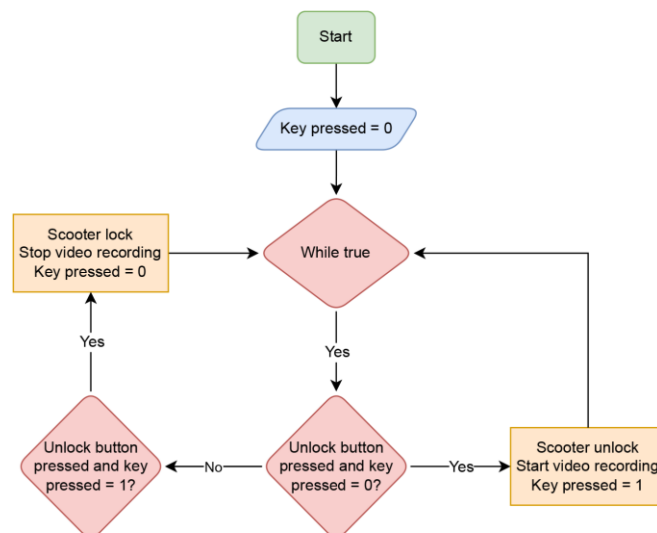 Start
Key pressed = 0
Scooter lock
Stop video recording
Key pressed = 0
While true
Yes
Yes
Unlock button
pressed and key
pressed = 1?
No
Unlock button
pressed and key
pressed = 0?
Yes
Scooter unlock
Start video recording
Key pressed = 1